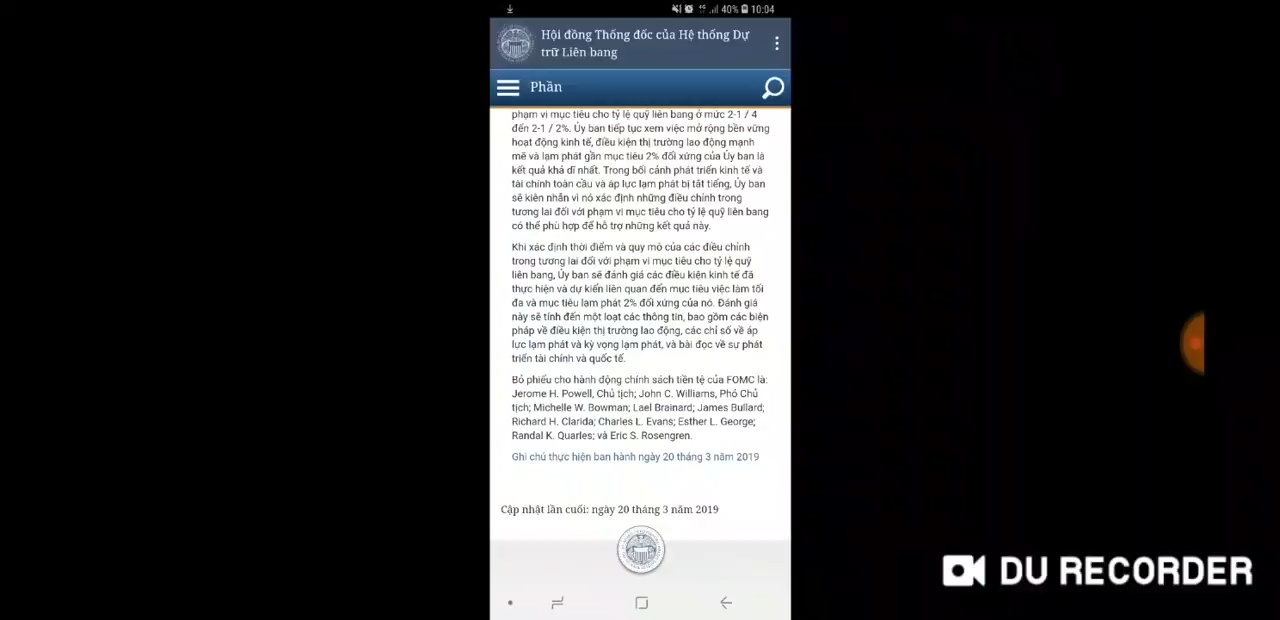 40% 10:04
Hội đồng Thống đốc của Hệ thống Dự
trữ Liên bang
Phần
phạm vi mục tiêu cho tỷ lệ quỹ liên bang ở mức 2-1 / 4
đến 2-1 / 2%. Ủy ban tiếp tục xem việc mở rộng bền vững
hoạt động kinh tế, điều kiện thị trường lao động mạnh
mẽ và lạm phát gần mục tiêu 2% đối xứng của Ủy ban là
kết quả khả dĩ nhất. Trong bối cảnh phát triển kinh tế và
tài chính toàn cầu và áp lực lạm phát bị tắt tiếng, Ủy ban
sẽ kiên nhẫn vì nó xác định những điều chỉnh trong
tương lai đối với phạm vi mục tiêu cho tỷ lệ quỹ liên bang
có thể phù hợp để hỗ trợ những kết quả này.
Khi xác định thời điểm và quy mô của các điều chỉnh
trong tương lai đối với phạm vi mục tiêu cho tỷ lệ quỹ
liên bang, Ủy ban sẽ đánh giá các điều kiện kinh tế đã
thực hiện và dự kiến liên quan đến mục tiêu việc làm tối
đa và mục tiêu lạm phát 2% đối xứng của nó. Đánh giá
này sẽ tính đến một loạt các thông tin, bao gồm các biện
pháp về điều kiện thị trường lao động, các chỉ số về áp
lực lạm phát và kỳ vọng lạm phát, và bài đọc về sự phát
triển tài chính và quốc tế.
Bỏ phiếu cho hành động chính sách tiền tệ của FOMC là:
Jerome H. Powell, Chủ tịch; John C. Williams, Phó Chủ
tịch; Michelle W. Bowman; Lael Brainard; James Bullard;
Richard H. Clarida; Charles L. Evans; Esther L. George;
Randal K. Quarles; và Eric S. Rosengren.
Ghi chú thực hiện ban hành ngày 20 tháng 3 năm 2019
Cập nhật lần cuối: ngày 20 tháng 3 năm 2019
DU RECORDER